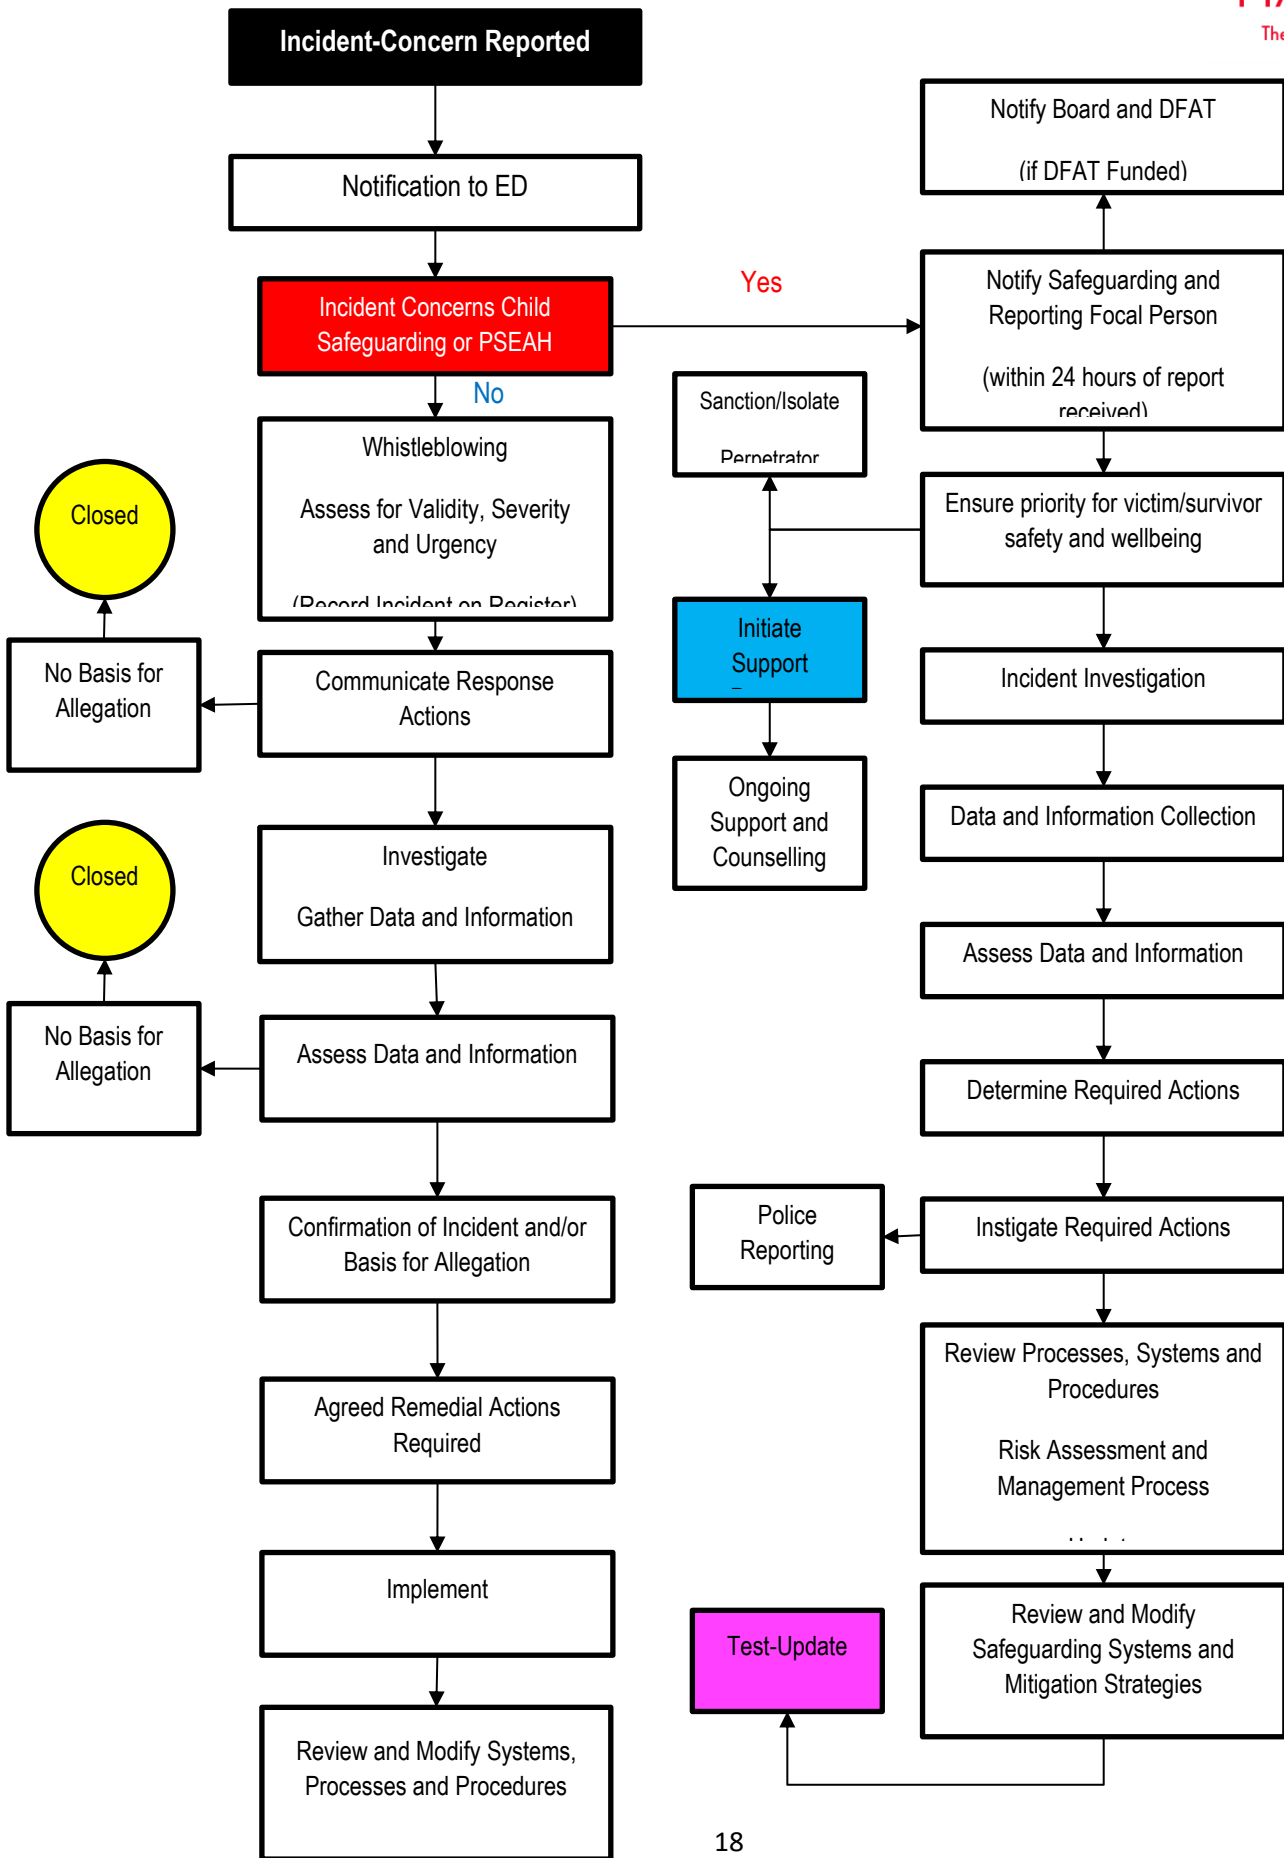 The
Incident-Concern Reported
Notification to ED
Incident Concerns Child
Safeguarding or PSEAH
Yes
No
Notify Board and DFAT
(if DFAT Funded)
Notify Safeguarding and
Reporting Focal Person
(within 24 hours of report
received)
Whistleblowing
Assess for Validity, Severity
and Urgency
(Record Incident on Register)
Closed
No Basis for
Allegation
Communicate Response
Actions
Sanction/Isolate
Perpetrator
Ensure priority for victim/survivor
safety and wellbeing
Initiate
Support
Ongoing
Support and
Counselling
Incident Investigation
Data and Information Collection
Assess Data and Information
Determine Required Actions
Instigate Required Actions
Police
Reporting
Investigate
Gather Data and Information
Closed
No Basis for
Allegation
Assess Data and Information
Confirmation of Incident and/or
Basis for Allegation
Agreed Remedial Actions
Required
Implement
Review and Modify Systems,
Processes and Procedures
Review Processes, Systems and
Procedures
Risk Assessment and
Management Process
Review and Modify
Safeguarding Systems and
Mitigation Strategies
Test-Update
18